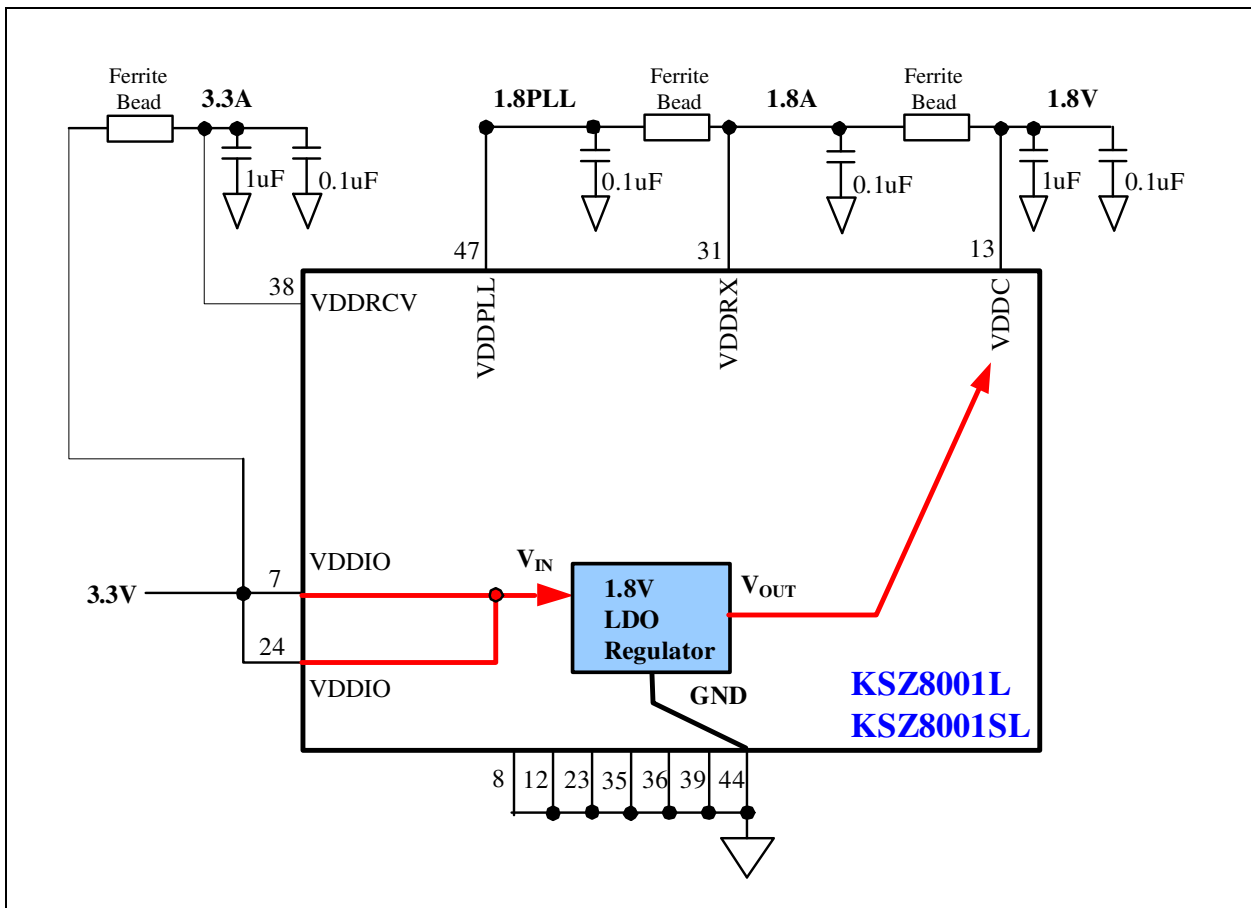 Ferrite
Bead
3.3A
1uF
0.1uF
1.8PLL
0.1uF
Ferrite
Bead
1.8A
0.1uF
Ferrite
Bead
1.8V
1uF
0.1uF
47
31
13
38
VDDRCV
VDDPLL
VDDRX
VDDC
3.3V
7
VDDIO
24
VDDIO
VIN
1.8V
LDO
Regulator
VOUT
GND
KSZ8001L
KSZ8001SL
8
12
23
35
36
39
44